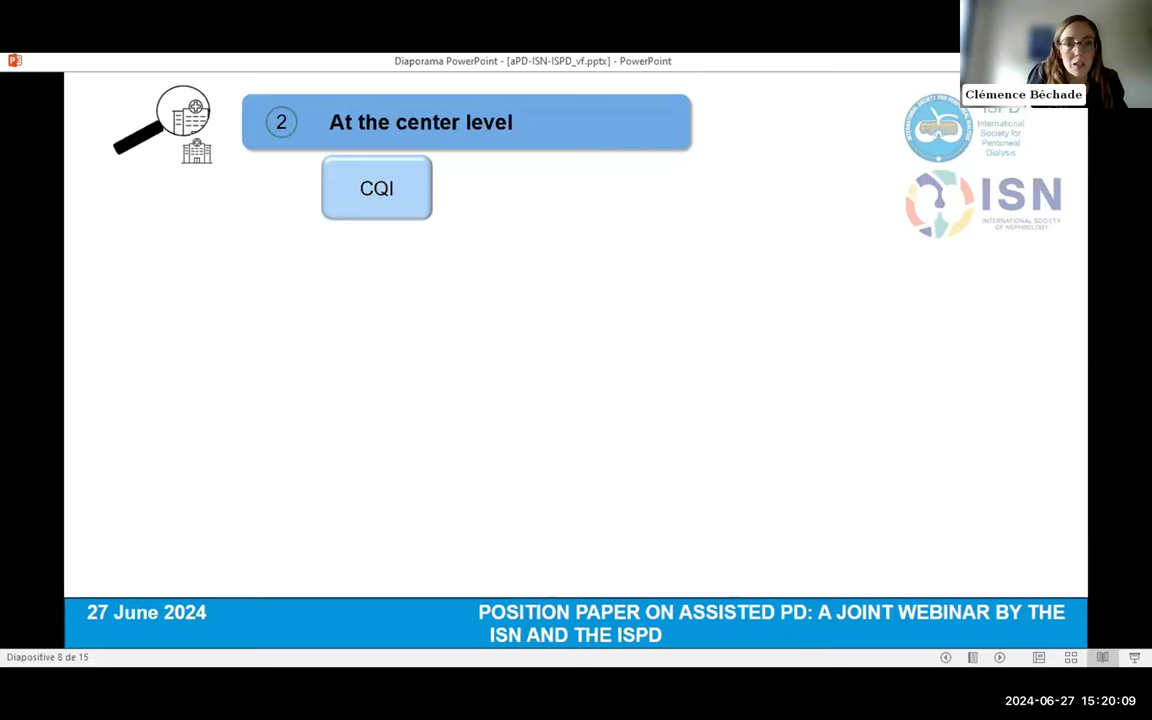 Diaporama PowerPoint - [aPD-ISN-ISPD_vf.pptx] - PowerPoint
Clémence Béchade
2 At the center level
CQI
ISPD
International
Society for
Peritoneal
Dialysis
ISN
INTERNATIONAL SOCIETY
OF NEPHROLOGY
27 June 2024
POSITION PAPER ON ASSISTED PD: A JOINT WEBINAR BY THE
ISN AND THE ISPD
Diapositive 8 de 15
2024-06-27 15:20:09